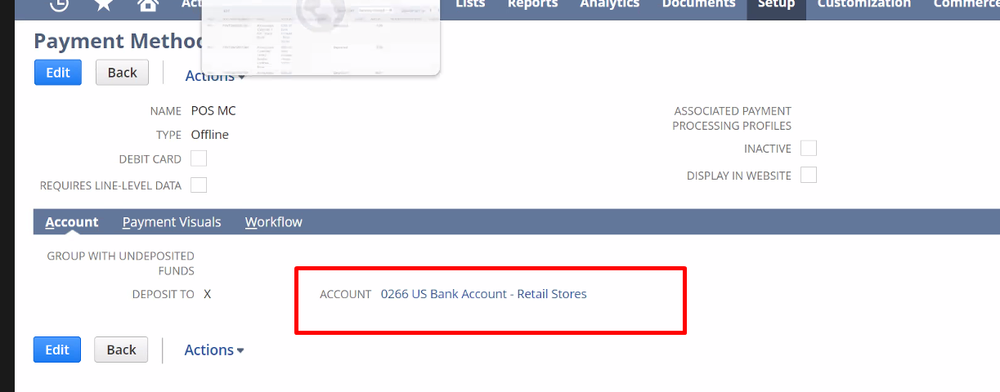 Act
Lists Reports Analytics Documents Setup Customization Commerce
Payment Method
Edit Back Actions
NAME POS MC
TYPE Offline
DEBIT CARD
REQUIRES LINE-LEVEL DATA
ASSOCIATED PAYMENT
PROCESSING PROFILES
INACTIVE
DISPLAY IN WEBSITE
Account Payment Visuals Workflow
GROUP WITH UNDEPOSITED
FUNDS
DEPOSIT TO X
ACCOUNT 0266 US Bank Account - Retail Stores
Edit Back Actions